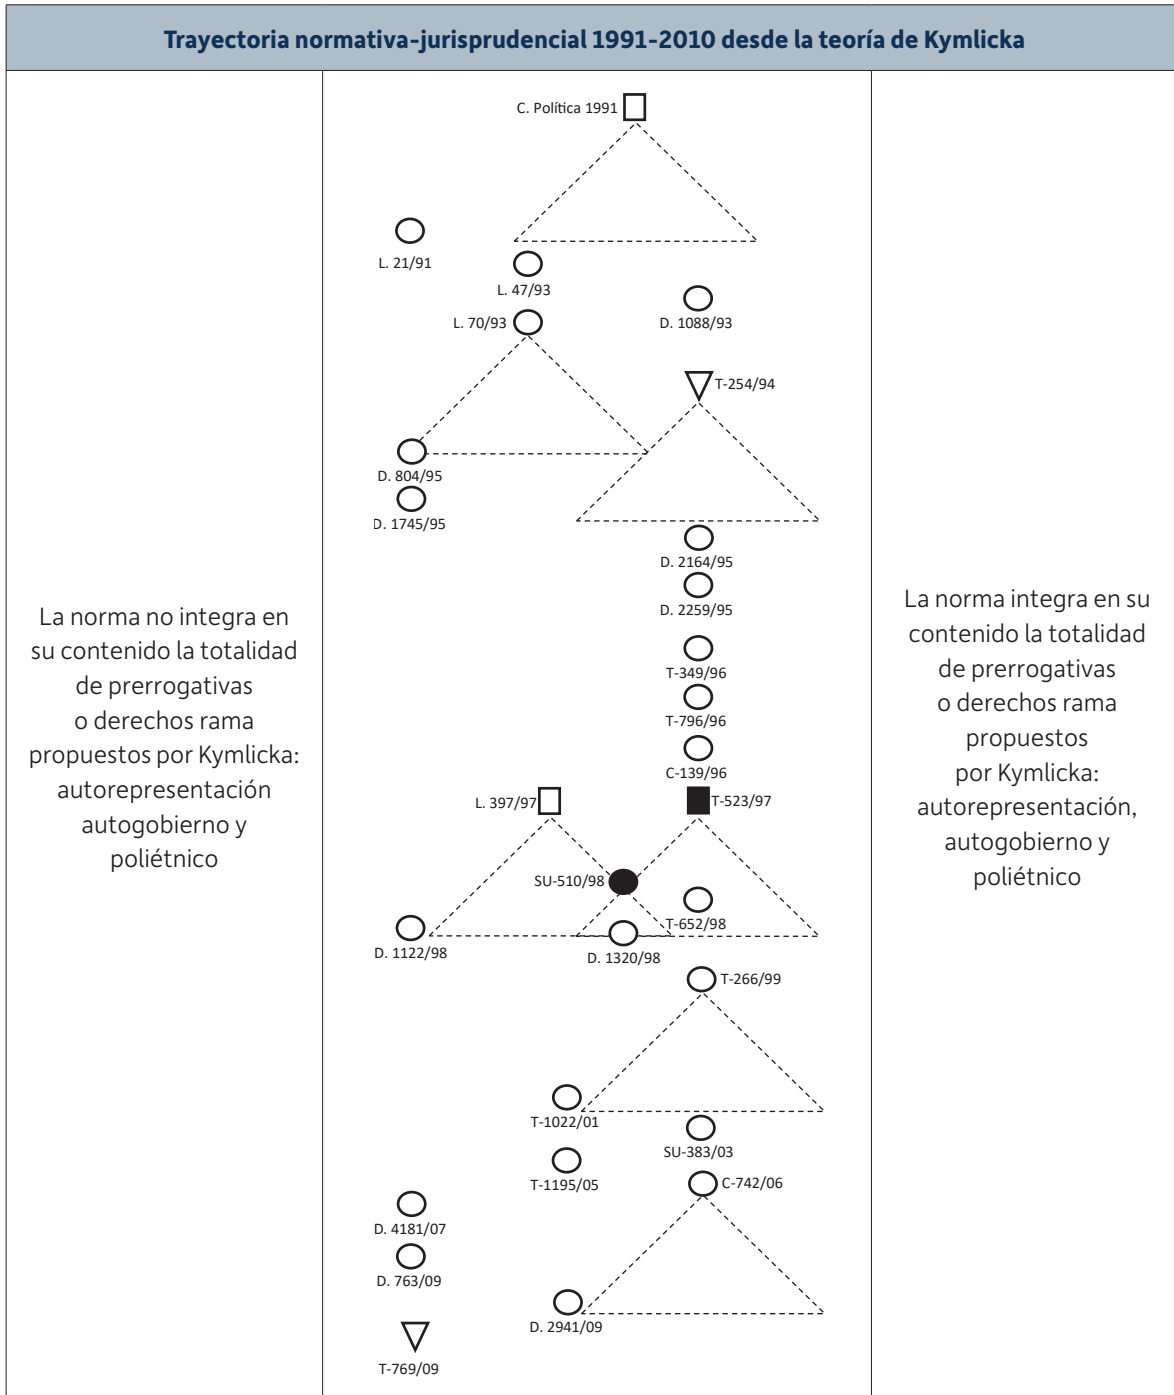 Trayectoria normativa-jurisprudencial 1991-2010 desde la teoría de Kymlicka
La norma no integra en
su contenido la totalidad
de prerrogativas
o derechos rama
propuestos por Kymlicka:
autorepresentación
autogobierno y
poliétnico
C. Política 1991
L. 21/91
L. 47/93
D. 1088/93
L. 70/93
T-254/94
D. 804/95
D. 1745/95
D. 2164/95
D. 2259/95
T-349/96
T-796/96
C-139/96
L. 397/97
T-523/97
SU-510/98
T-652/98
D. 1122/98
D. 1320/98
T-266/99
T-1022/01
SU-383/03
T-1195/05
C-742/06
D. 4181/07
D. 763/09
D. 2941/09
T-769/09
La norma integra en su
contenido la totalidad
de prerrogativas
o derechos rama
propuestos
por Kymlicka:
autorepresentación,
autogobierno y
poliétnico